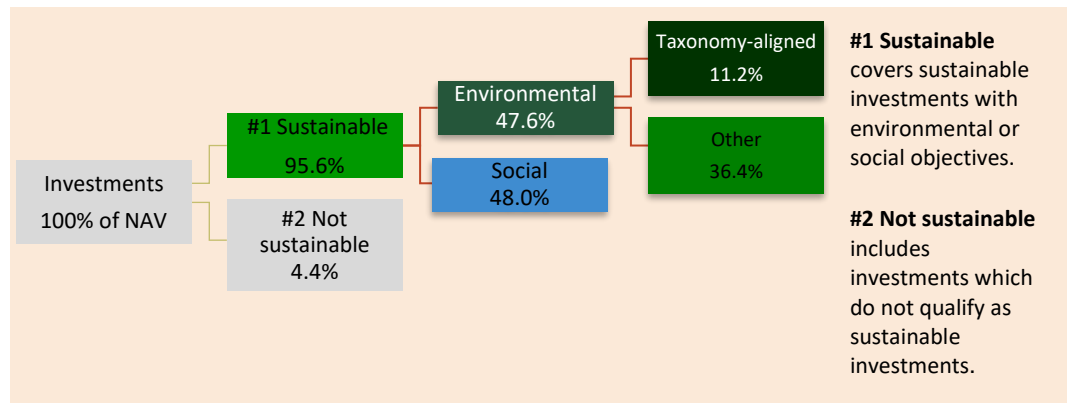 Investments
100% of NAV
#1 Sustainable
95.6%
#2 Not
sustainable
4.4%
Environmental
47.6%
Social
48.0%
Taxonomy-aligned
11.2%
Other
36.4%
#1 Sustainable
covers sustainable
investments with
environmental or
social objectives.
#2 Not sustainable
includes
investments which
do not qualify as
sustainable
investments.